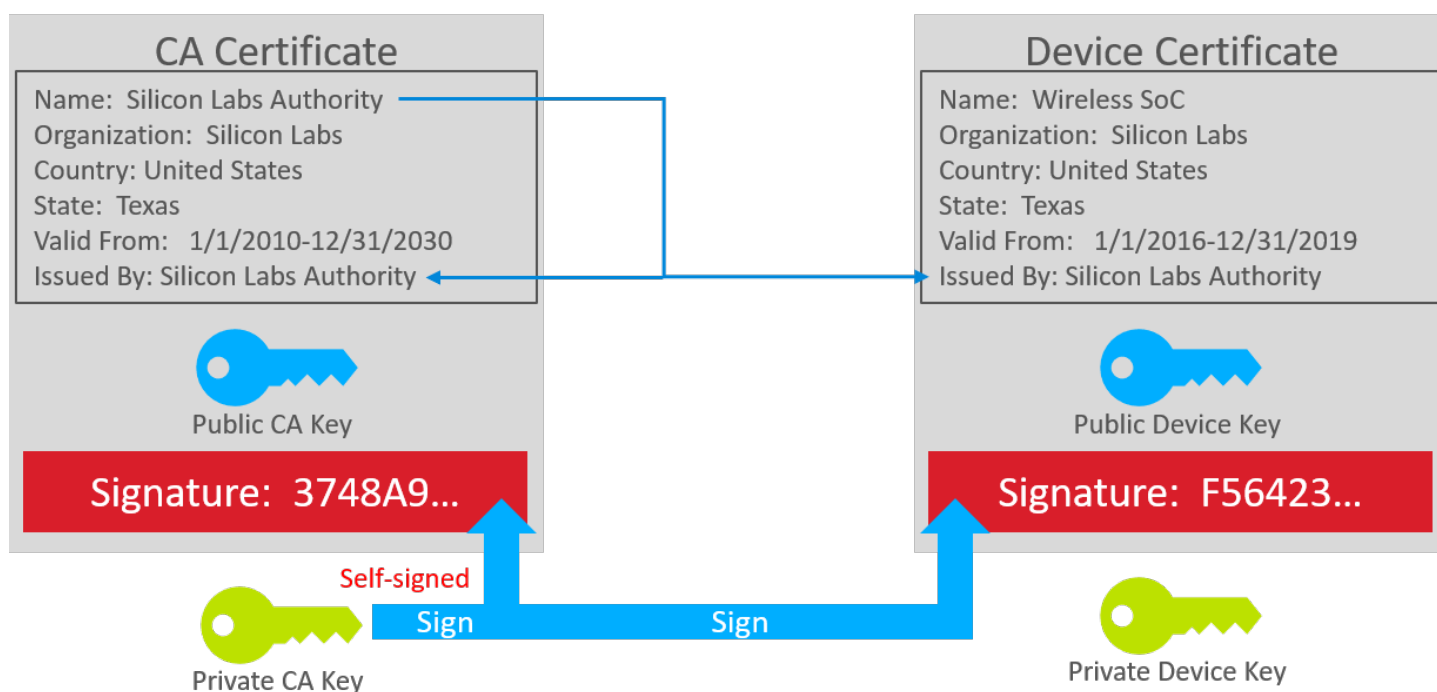 CA Certificate
Name:  Silicon Labs Authority
Organization:  Silicon Labs
Country: United States
State:  Texas
Valid From:   1/1/2010-12/31/2030
Issued By: Silicon Labs Authority
Public CA Key
Signature:  3748A9...
Self-signed
Sign
Sign
Private CA Key
Device Certificate
Name:  Wireless SoC
Organization:  Silicon Labs
Country: United States
State:  Texas
Valid From:   1/1/2016-12/31/2019
Issued By: Silicon Labs Authority
Public Device Key
Signature:  F56423...
Private Device Key